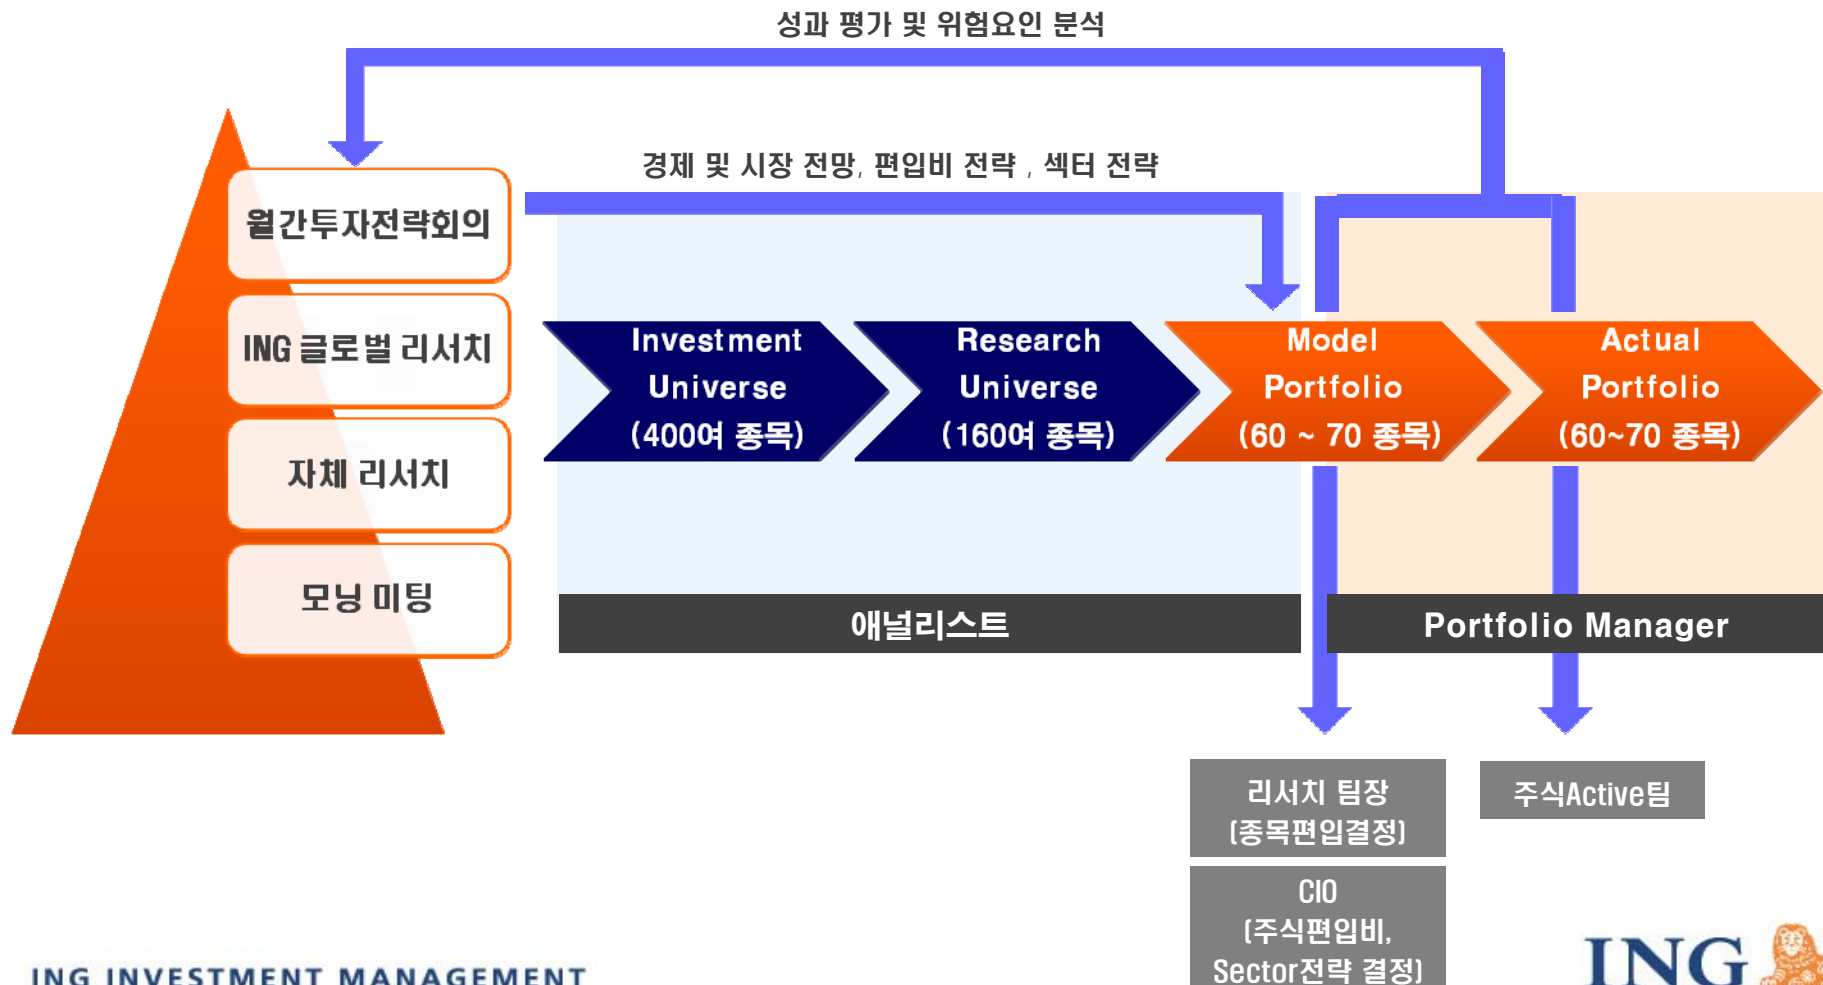 성과 평가 및 위험요인 분석
경제 및 시장 전망, 편입비 전략 , 섹터 전략
월간투자전략회의
ING 글로벌 리서치
자체 리서치
모닝 미팅
Investment
Universe
(400여 종목)
Research
Universe
(160여 종목)
Model
Portfolio
(60 ~ 70 종목)
Actual
Portfolio
(60~70 종목)
애널리스트
Portfolio Manager
리서치 팀장
(종목편입결정)
주식Active팀
CIO
(주식편입비,
Sector전략 결정)
ING INVESTMENT MANAGEMENT
ING